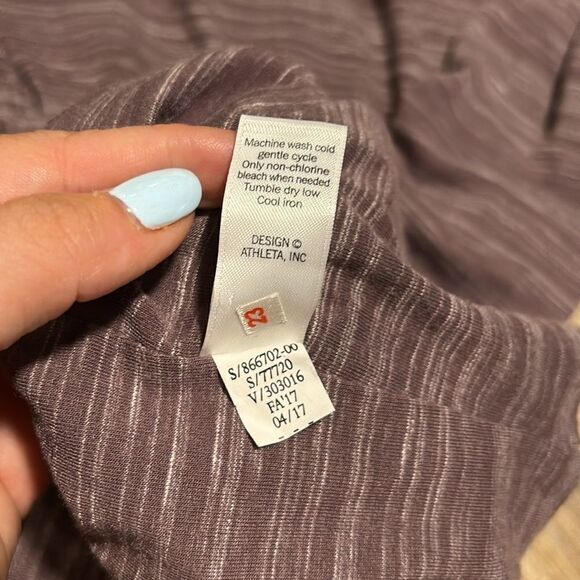 Machine wash cold
gentle cycle
Only non-chlorine
bleach when needed
Tumble dry low
Cool iron
DESIGN ©
ATHLETA, INC
23
S/866702-00
S/77720
V/303016
FA'17
04/17